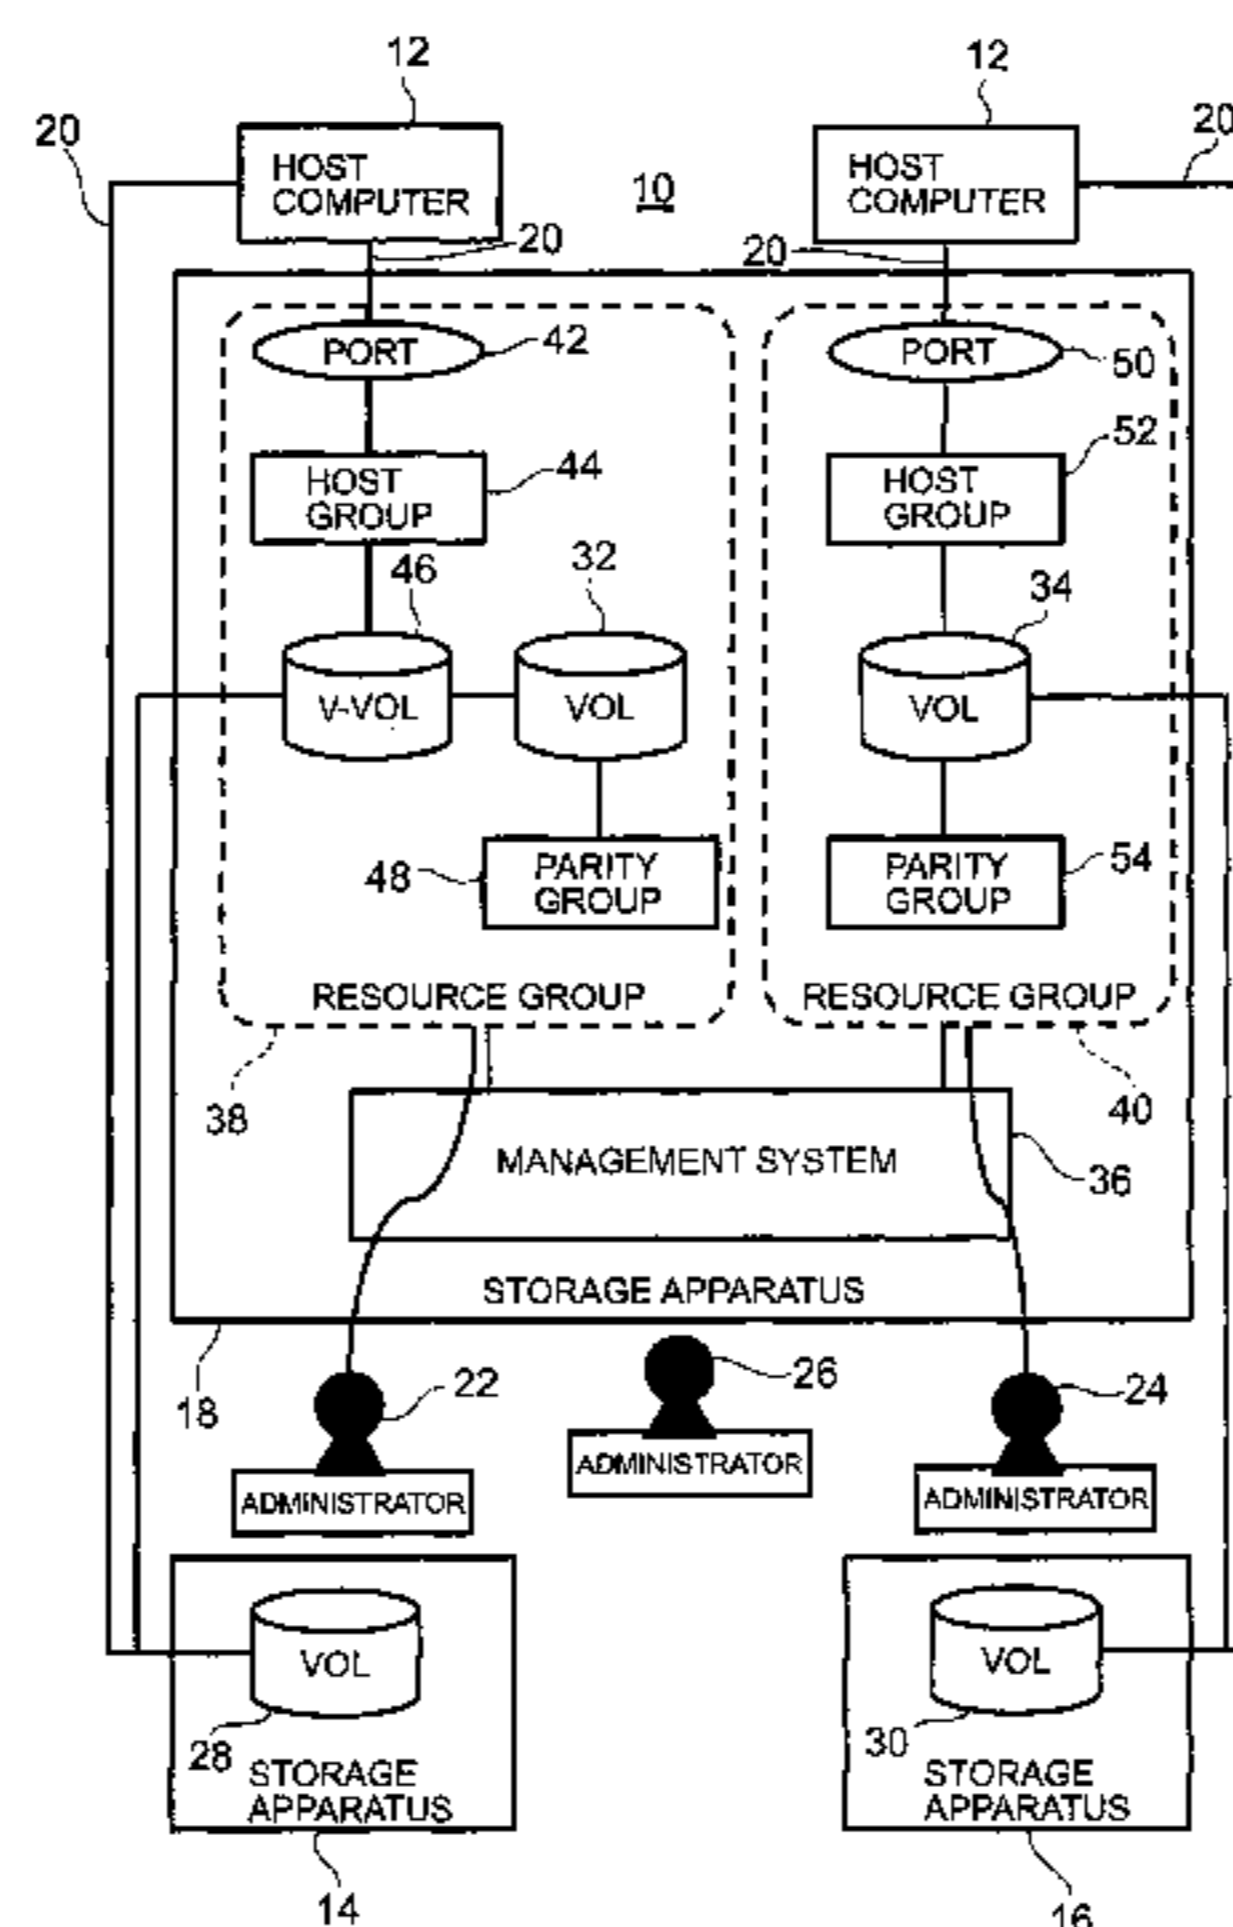 12
12
20
20
HOST
COMPUTER
10
HOST
COMPUTER
20
20
PORT
42
PORT
50
HOST
GROUP
44
HOST
GROUP
52
46
32
34
V-VOL
VOL
VOL
48
PARITY
GROUP
PARITY
GROUP
54
RESOURCE GROUP
RESOURCE GROUP
38
40
MANAGEMENT SYSTEM
36
STORAGE APPARATUS
18
22
26
24
ADMINISTRATOR
ADMINISTRATOR
ADMINISTRATOR
VOL
VOL
28
30
STORAGE
APPARATUS
STORAGE
APPARATUS
14
16